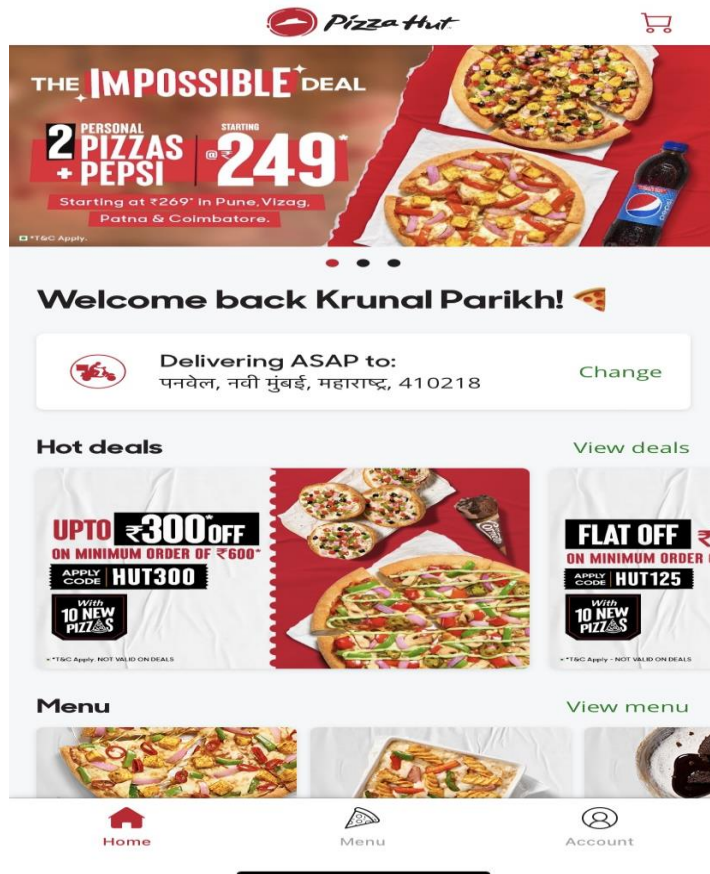 Pizza Hut
THE IMPOSSIBLE DEAL
2 PERSONAL PIZZAS + PEPSI
STARTING @ ₹249*
Starting at ₹269* in Pune, Vizag,
Patna & Coimbatore.
*T&C Apply.
pepsi
Welcome back Krunal Parikh!
Delivering ASAP to:
पनवेल, नवी मुंबई, महाराष्ट्र, 410218
Change
Hot deals
View deals
UPTO ₹300* OFF
ON MINIMUM ORDER OF ₹600*
APPLY CODE HUT300
With
10 NEW
PIZZAS
*T&C Apply. NOT VALID ON DEALS
FLAT OFF ₹
ON MINIMUM ORDER
APPLY CODE HUT125
With
10 NEW
PIZZAS
*T&C Apply - NOT VALID ON DEALS
Menu
View menu
Home
Menu
Account